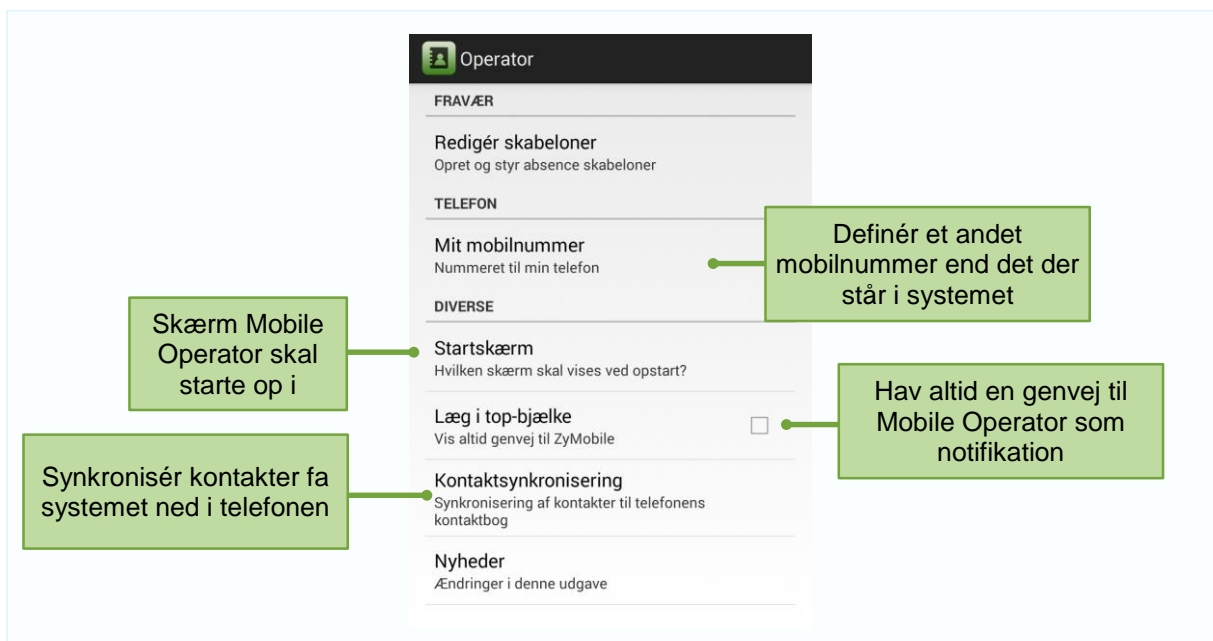 Operator
FRAVÆR
Redigér skabeloner
Opret og styr absence skabeloner
TELEFON
Mit mobilnummer
Nummeret til min telefon
Definér et andet
mobilnummer end det der
står i systemet
DIVERSE
Skærm Mobile
Operator skal
starte op i
Startskærm
Hvilken skærm skal vises ved opstart?
Læg i top-bjælke
Vis altid genvej til ZyMobile
Hav altid en genvej til
Mobile Operator som
notifikation
Synkronisér kontakter fa
systemet ned i telefonen
Kontaktsynkronisering
Synkronisering af kontakter til telefonens
kontaktbog
Nyheder
Ændringer i denne udgave